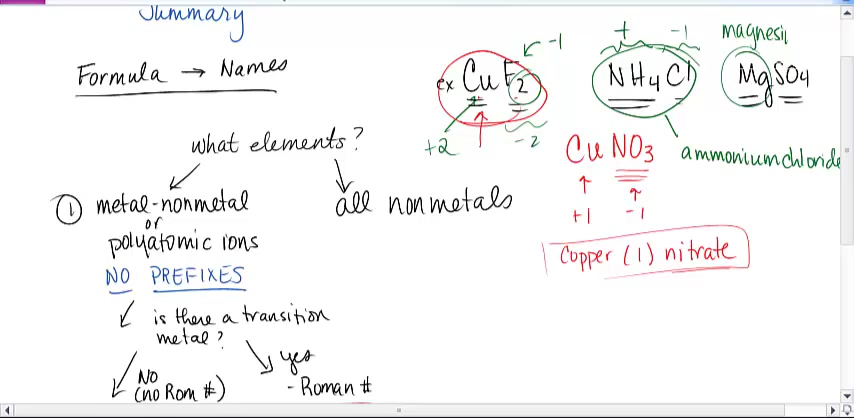 Summary
Formula → Names
what elements?
① metal-nonmetal
or
polyatomic ions
NO PREFIXES
all nonmetals
is there a transition
metal?
NO
(no Rom #)
yes
- Roman #
-1
ex CuF2
+2
-2
+ -1
NH4Cl
magnesi
MgSO4
ammonium chloride
CuNO3
+1 -1
Copper (I) nitrate